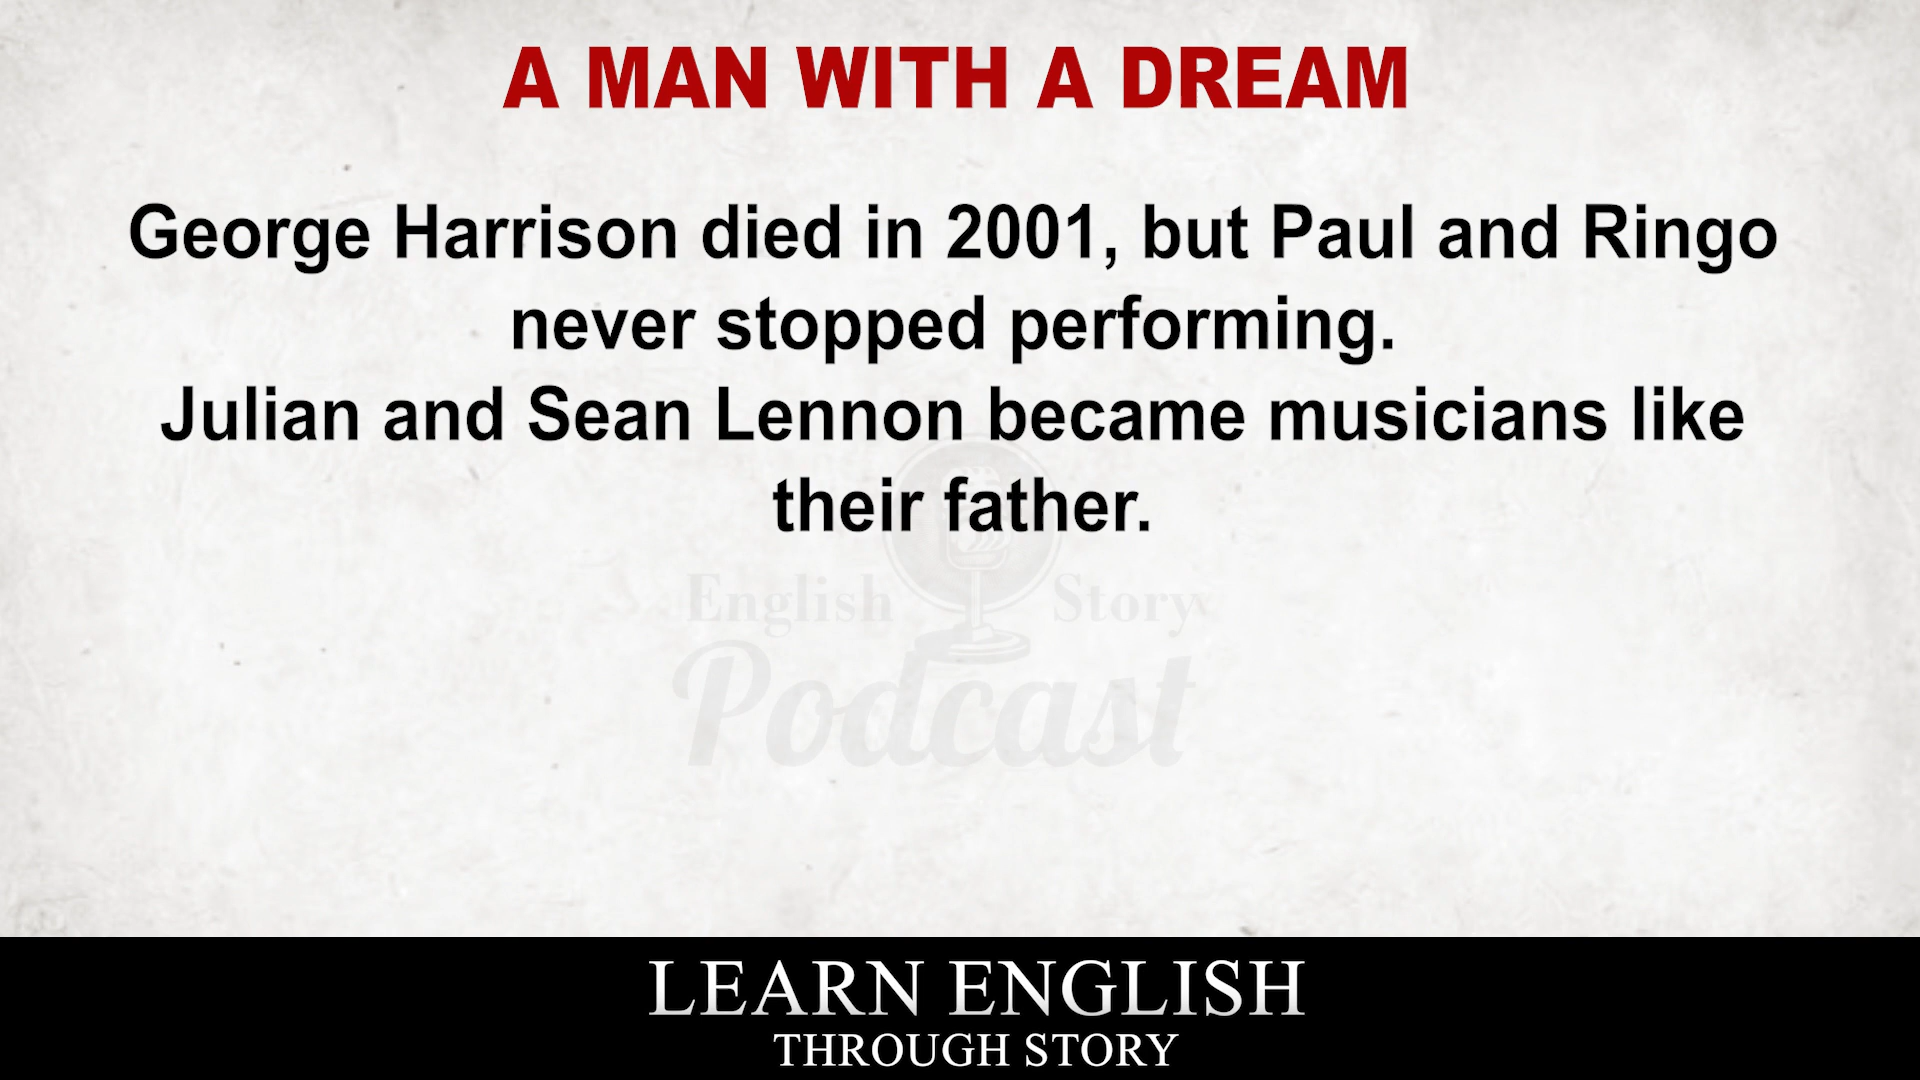 A MAN WITH A DREAM
George Harrison died in 2001, but Paul and Ringo
never stopped performing.
Julian and Sean Lennon became musicians like
their father.
English Story
Podcast
LEARN ENGLISH
THROUGH STORY